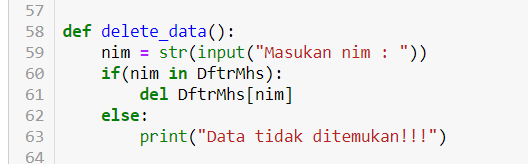 57
58 def delete_data():
59     nim = str(input("Masukan nim : "))
60     if(nim in DftrMhs):
61         del DftrMhs[nim]
62     else:
63         print("Data tidak ditemukan!!!")
64